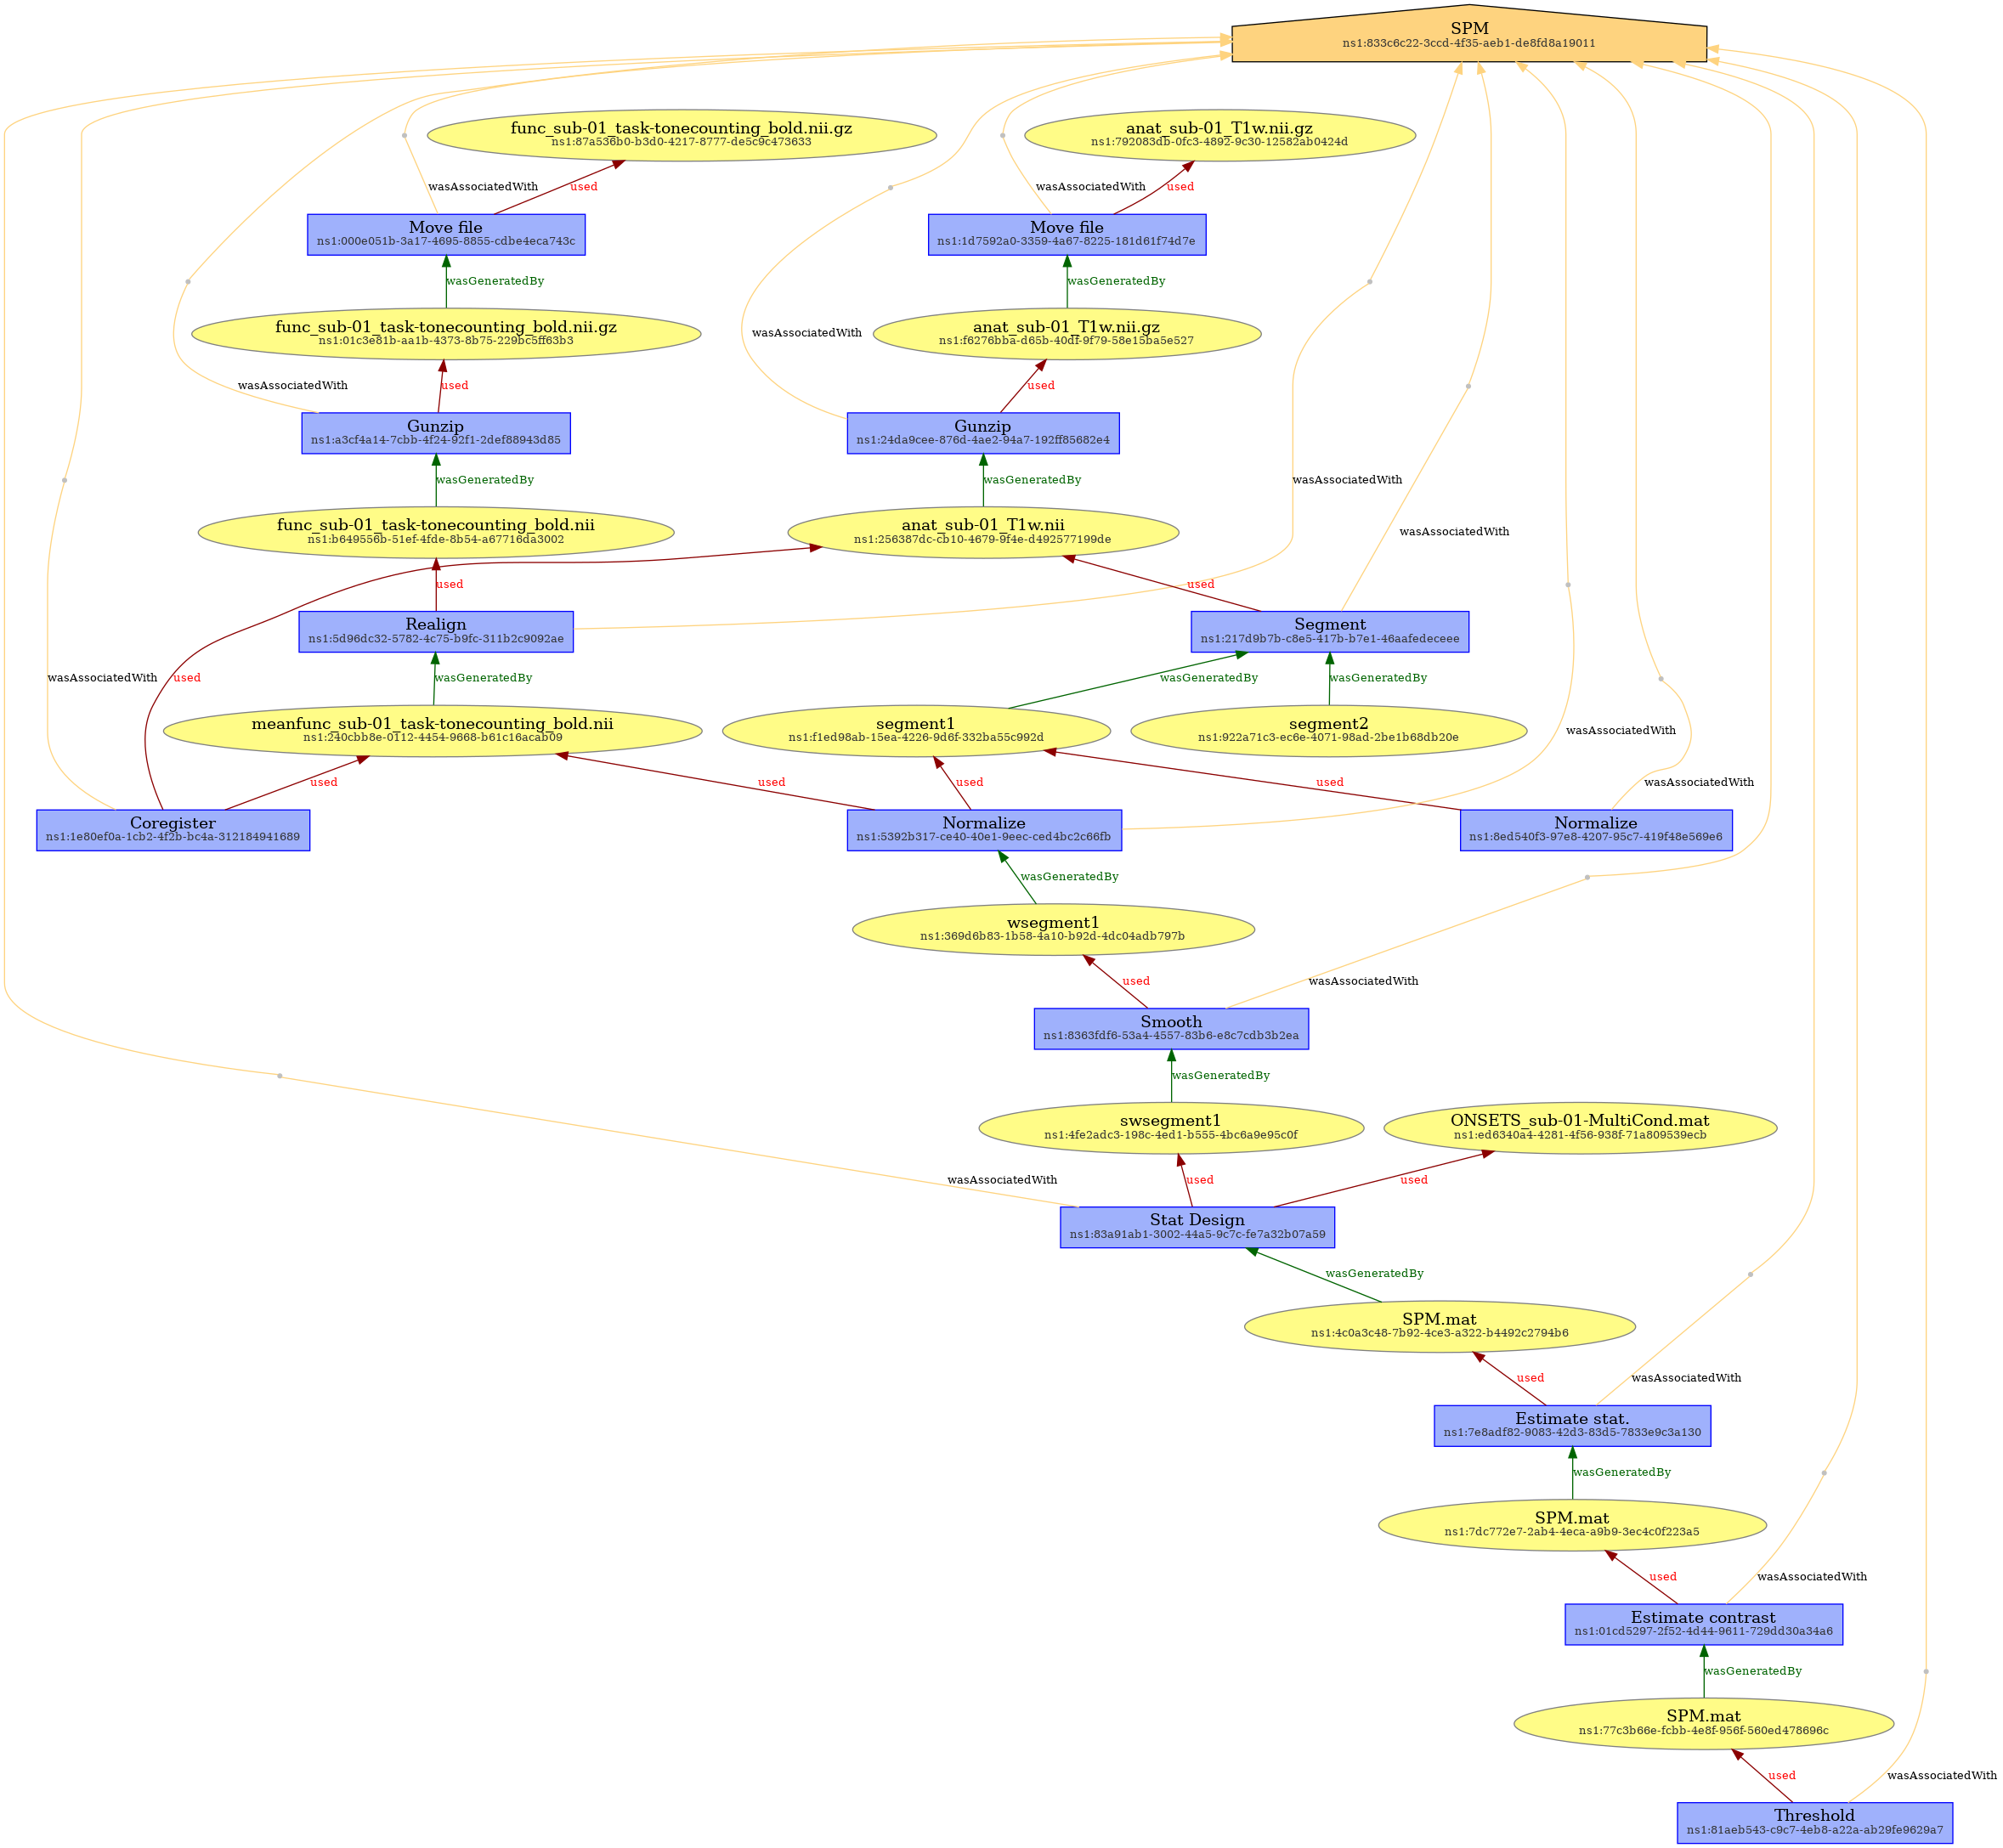 SPM
ns1:833c6c22-3ccd-4f35-aeb1-de8fd8a19011
func_sub-01_task-tonecounting_bold.nii.gz
ns1:87a536b0-b3d0-4217-8777-de5c9c473633
anat_sub-01_T1w.nii.gz
ns1:792083db-0fc3-4892-9c30-12582ab0424d
wasAssociatedWith
used
wasAssociatedWith
used
Move file
ns1:000e051b-3a17-4695-8855-cdbe4eca743c
Move file
ns1:1d7592a0-3359-4a67-8225-181d61f74d7e
wasGeneratedBy
wasGeneratedBy
func_sub-01_task-tonecounting_bold.nii.gz
ns1:01c3e81b-aa1b-4373-8b75-229bc5ff63b3
wasAssociatedWith
anat_sub-01_T1w.nii.gz
ns1:f6276bba-d65b-40df-9f79-58e15ba5e527
wasAssociatedWith
used
used
Gunzip
ns1:a3cf4a14-7cbb-4f24-92f1-2def88943d85
Gunzip
ns1:24da9cee-876d-4ae2-94a7-192ff85682e4
wasGeneratedBy
wasGeneratedBy
wasAssociatedWith
func_sub-01_task-tonecounting_bold.nii
ns1:b649556b-51ef-4fde-8b54-a67716da3002
anat_sub-01_T1w.nii
ns1:256387dc-cb10-4679-9f4e-d492577199de
wasAssociatedWith
used
used
Realign
ns1:5d96dc32-5782-4c75-b9fc-311b2c9092ae
Segment
ns1:217d9b7b-c8e5-417b-b7e1-46aafedeceee
wasAssociatedWith
used
wasGeneratedBy
wasGeneratedBy
wasGeneratedBy
meanfunc_sub-01_task-tonecounting_bold.nii
ns1:240cbb8e-0112-4454-9668-b61c16acab09
segment1
ns1:f1ed98ab-15ea-4226-9d6f-332ba55c992d
segment2
ns1:922a71c3-ec6e-4071-98ad-2be1b68db20e
wasAssociatedWith
used
used
used
used
wasAssociatedWith
Coregister
ns1:1e80ef0a-1cb2-4f2b-bc4a-312184941689
Normalize
ns1:5392b317-ce40-40e1-9eec-ced4bc2c66fb
Normalize
ns1:8ed540f3-97e8-4207-95c7-419f48e569e6
wasGeneratedBy
wsegment1
ns1:369d6b83-1b58-4a10-b92d-4dc04adb797b
used
wasAssociatedWith
Smooth
ns1:8363fdf6-53a4-4557-83b6-e8c7cdb3b2ea
wasGeneratedBy
swsegment1
ns1:4fe2adc3-198c-4ed1-b555-4bc6a9e95c0f
ONSETS_sub-01-MultiCond.mat
ns1:ed6340a4-4281-4f56-938f-71a809539ecb
wasAssociatedWith
used
used
Stat Design
ns1:83a91ab1-3002-44a5-9c7c-fe7a32b07a59
wasGeneratedBy
SPM.mat
ns1:4c0a3c48-7b92-4ce3-a322-b4492c2794b6
used
wasAssociatedWith
Estimate stat.
ns1:7e8adf82-9083-42d3-83d5-7833e9c3a130
wasGeneratedBy
SPM.mat
ns1:7dc772e7-2ab4-4eca-a9b9-3ec4c0f223a5
used
wasAssociatedWith
Estimate contrast
ns1:01cd5297-2f52-4d44-9611-729dd30a34a6
wasGeneratedBy
SPM.mat
ns1:77c3b66e-fcbb-4e8f-956f-560ed478696c
used
wasAssociatedWith
Threshold
ns1:81aeb543-c9c7-4eb8-a22a-ab29fe9629a7